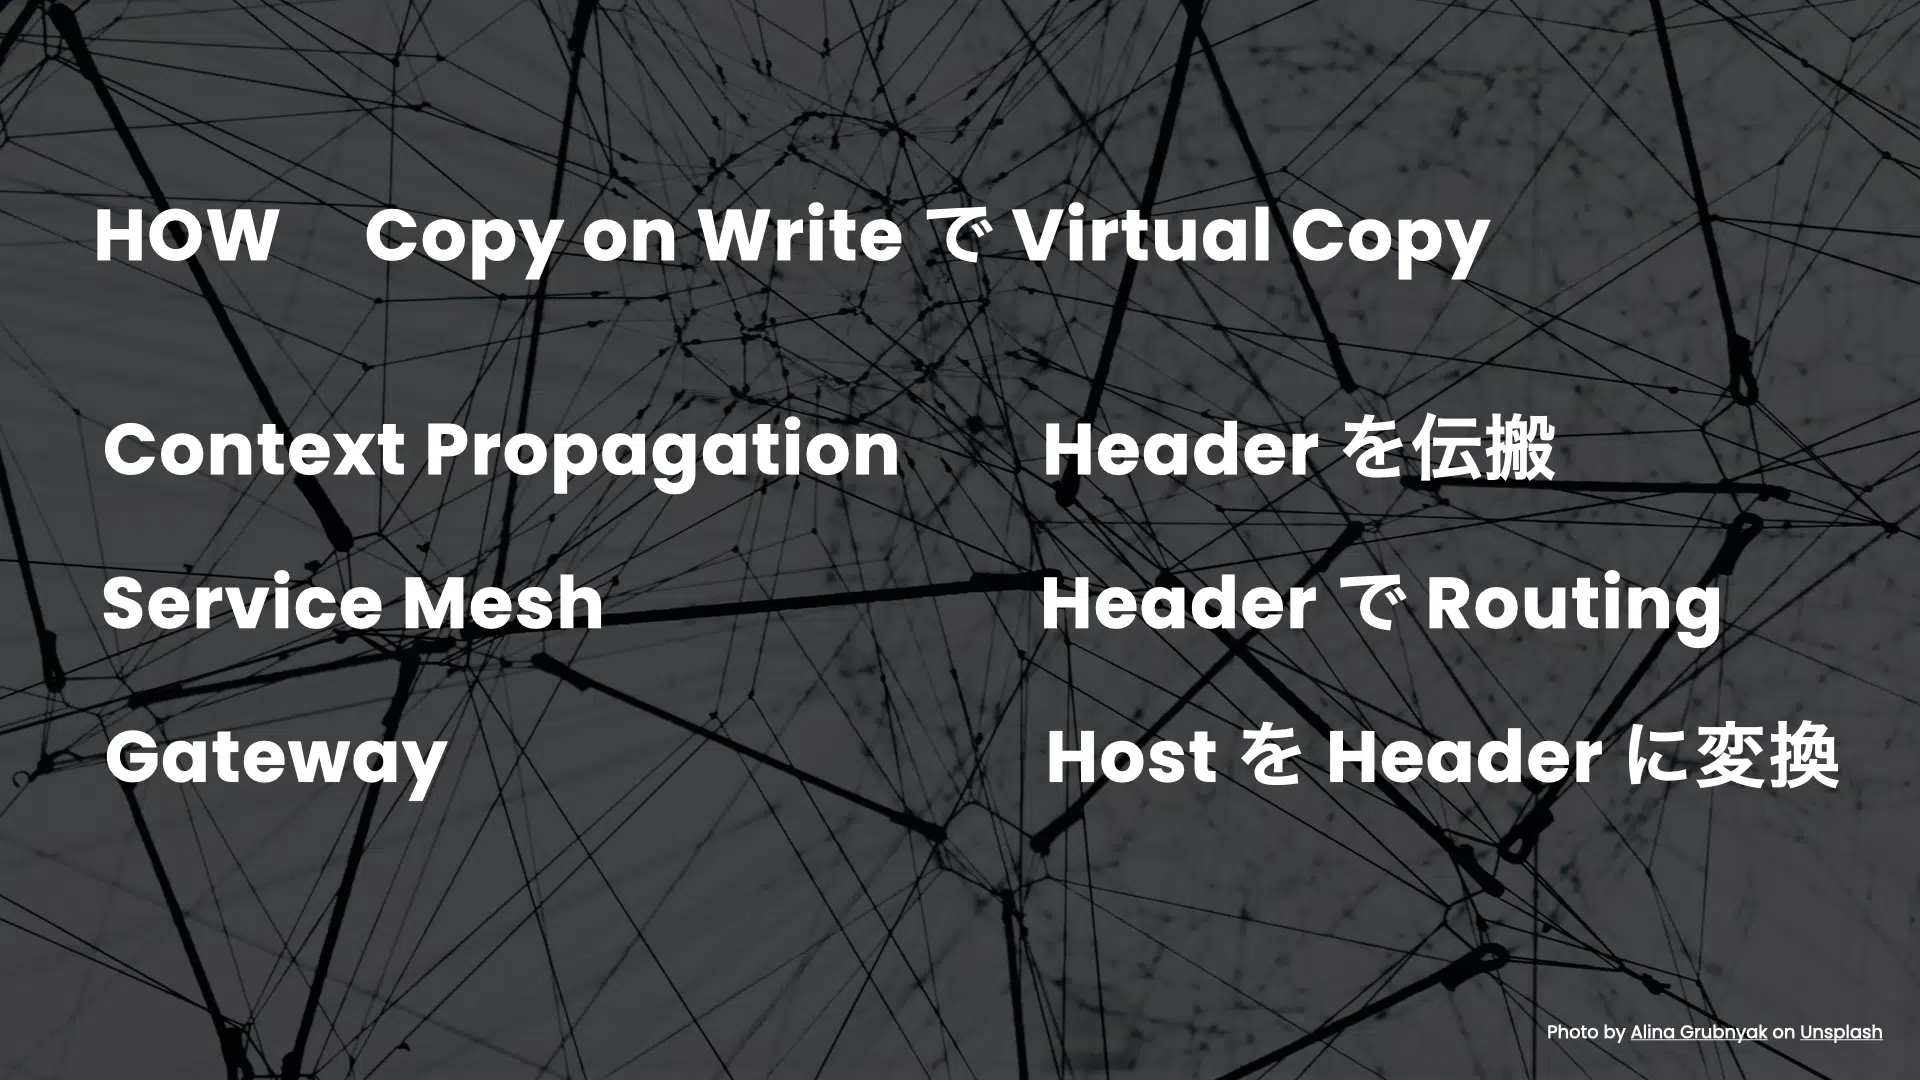 HOW Copy on Write で Virtual Copy
Context Propagation Header を伝搬
Service Mesh Header で Routing
Gateway Host を Header に変換
Photo by Alina Grubnyak on Unsplash